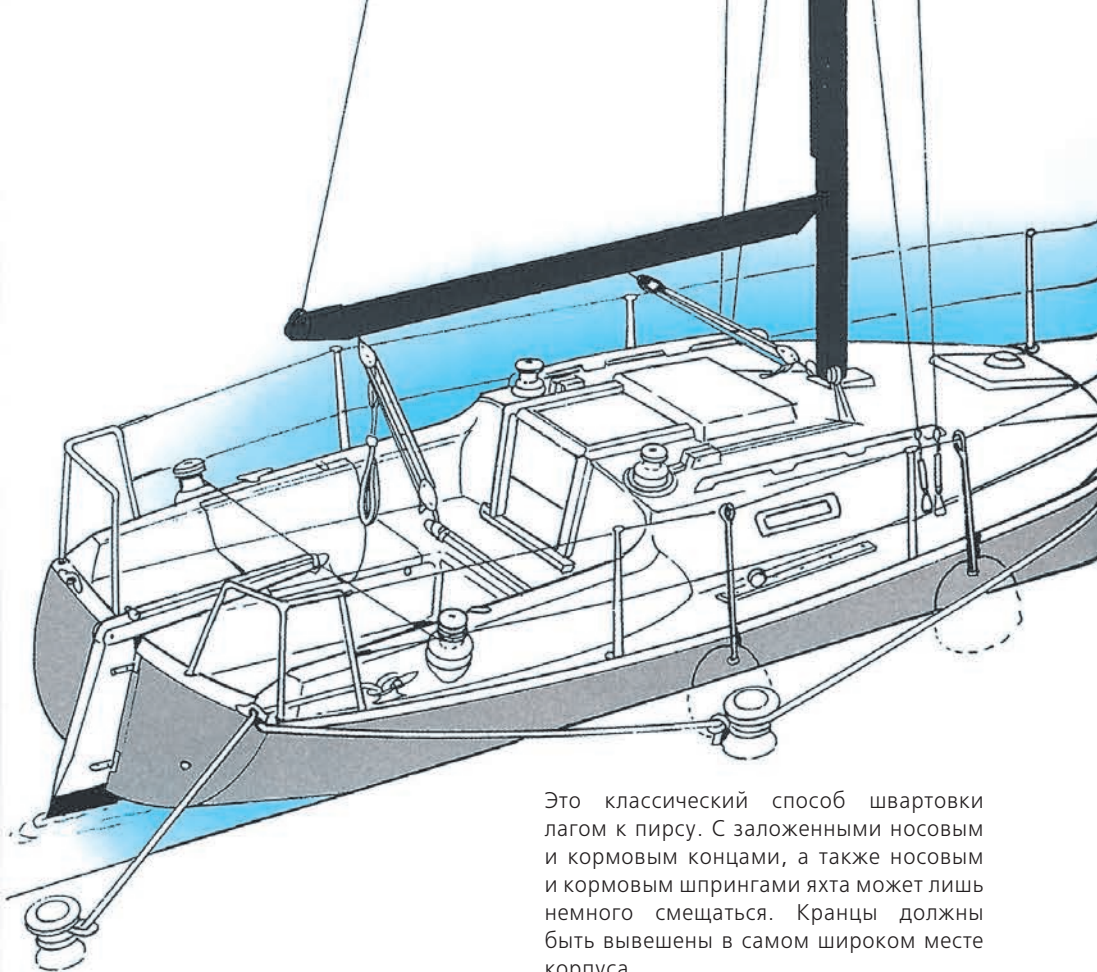 Это классический способ швартовки
лагом к пирсу. С заложенными носовым
и кормовым концами, а также носовым
и кормовым шпрингами яхта может лишь
немного смещаться. Кранцы должны
быть вывешены в самом широком месте
корпуса.